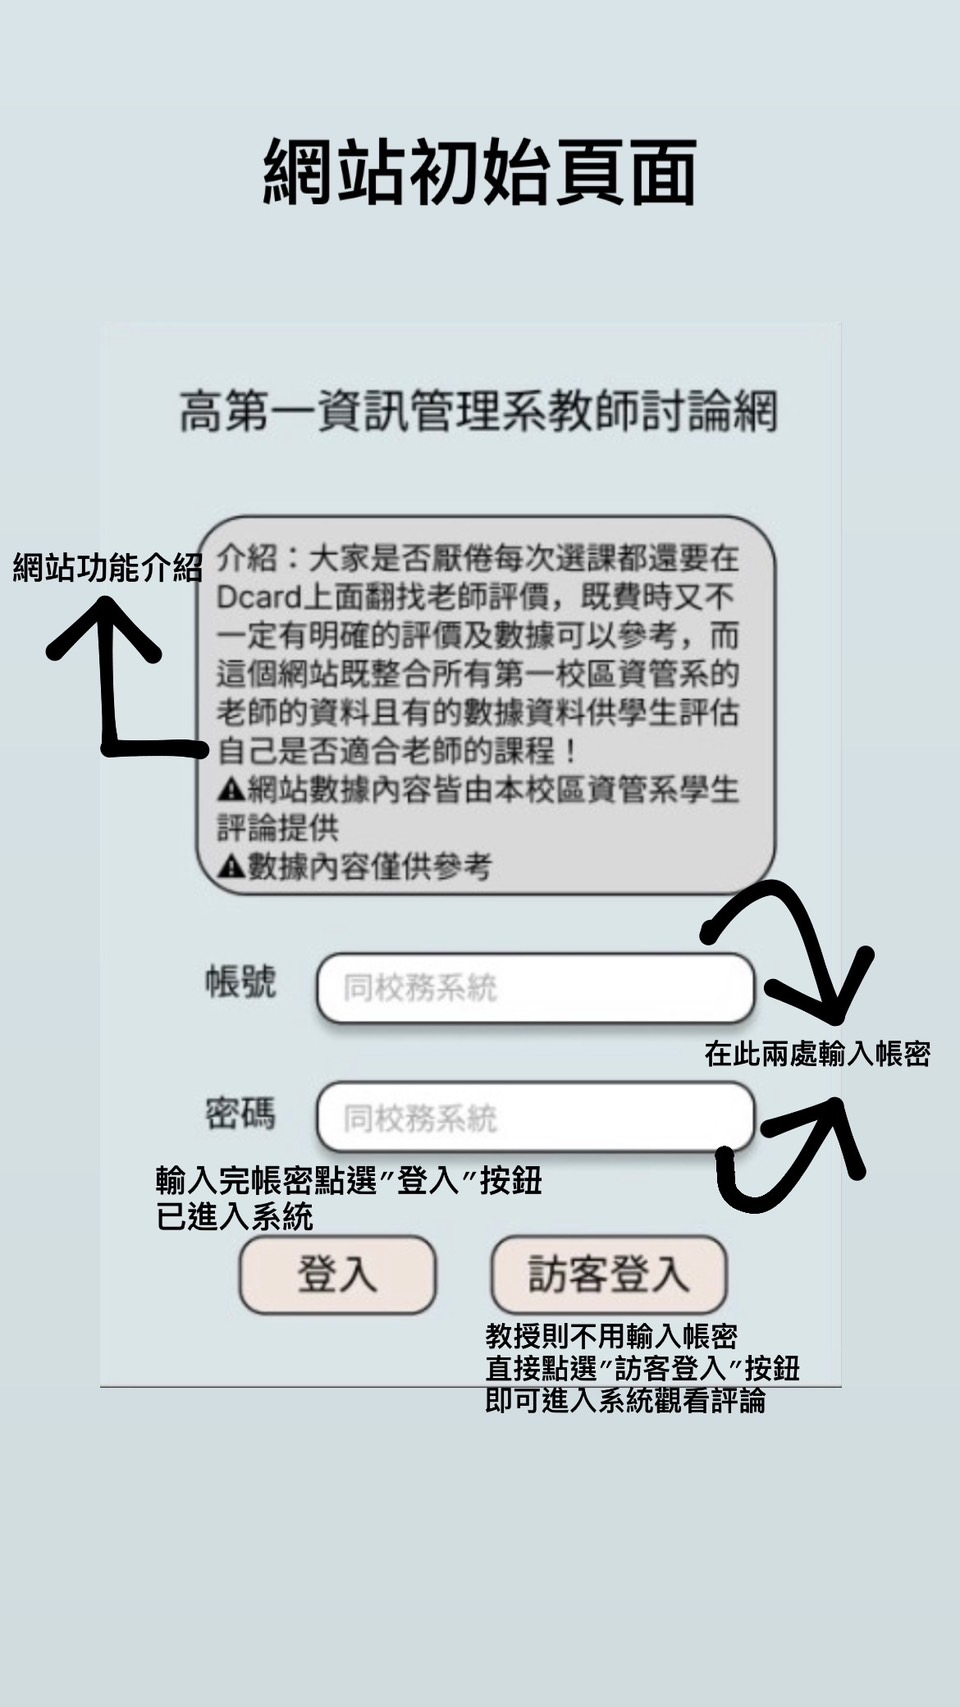 網站初始頁面
高第一資訊管理系教師討論網
網站功能介紹
介紹：大家是否厭倦每次選課都還要在
Dcard上面翻找老師評價，既費時又不
一定有明確的評價及數據可以參考，而
這個網站既整合所有第一校區資管系的
老師的資料且有的數據資料供學生評估
自己是否適合老師的課程！
⚠網站數據內容皆由本校區資管系學生
評論提供
⚠數據內容僅供參考
帳號
同校務系統
在此兩處輸入帳密
密碼
同校務系統
輸入完帳密點選″登入″按鈕
已進入系統
登入
訪客登入
教授則不用輸入帳密
直接點選″訪客登入″按鈕
即可進入系統觀看評論